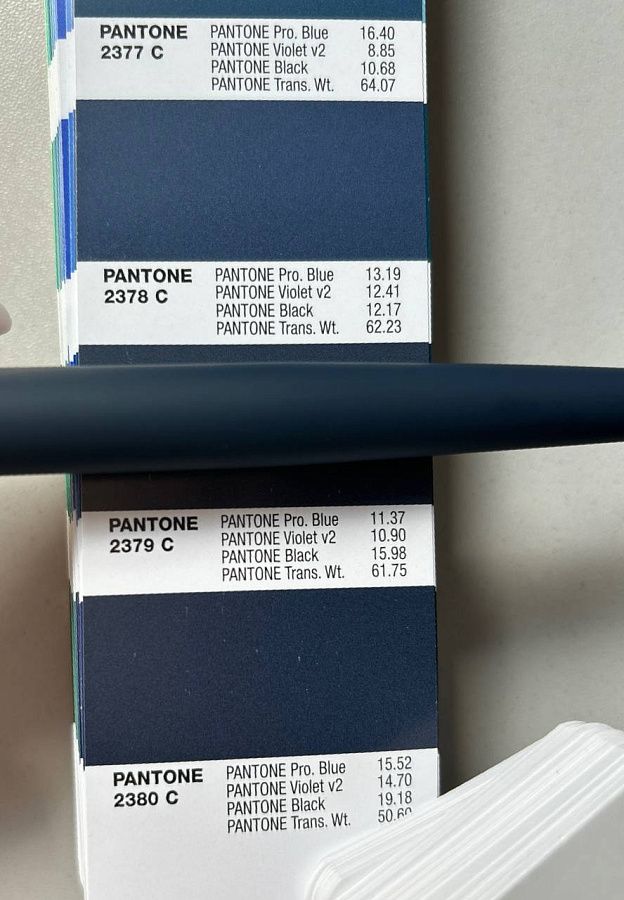 PANTONE
2377 C
PANTONE Pro. Blue 16.40
PANTONE Violet v2 8.85
PANTONE Black 10.68
PANTONE Trans. Wt. 64.07
PANTONE
2378 C
PANTONE Pro. Blue 13.19
PANTONE Violet v2 12.41
PANTONE Black 12.17
PANTONE Trans. Wt. 62.23
PANTONE
2379 C
PANTONE Pro. Blue 11.37
PANTONE Violet v2 10.90
PANTONE Black 15.98
PANTONE Trans. Wt. 61.75
PANTONE
2380 C
PANTONE Pro. Blue 15.52
PANTONE Violet v2 14.70
PANTONE Black 19.18
PANTONE Trans. Wt.